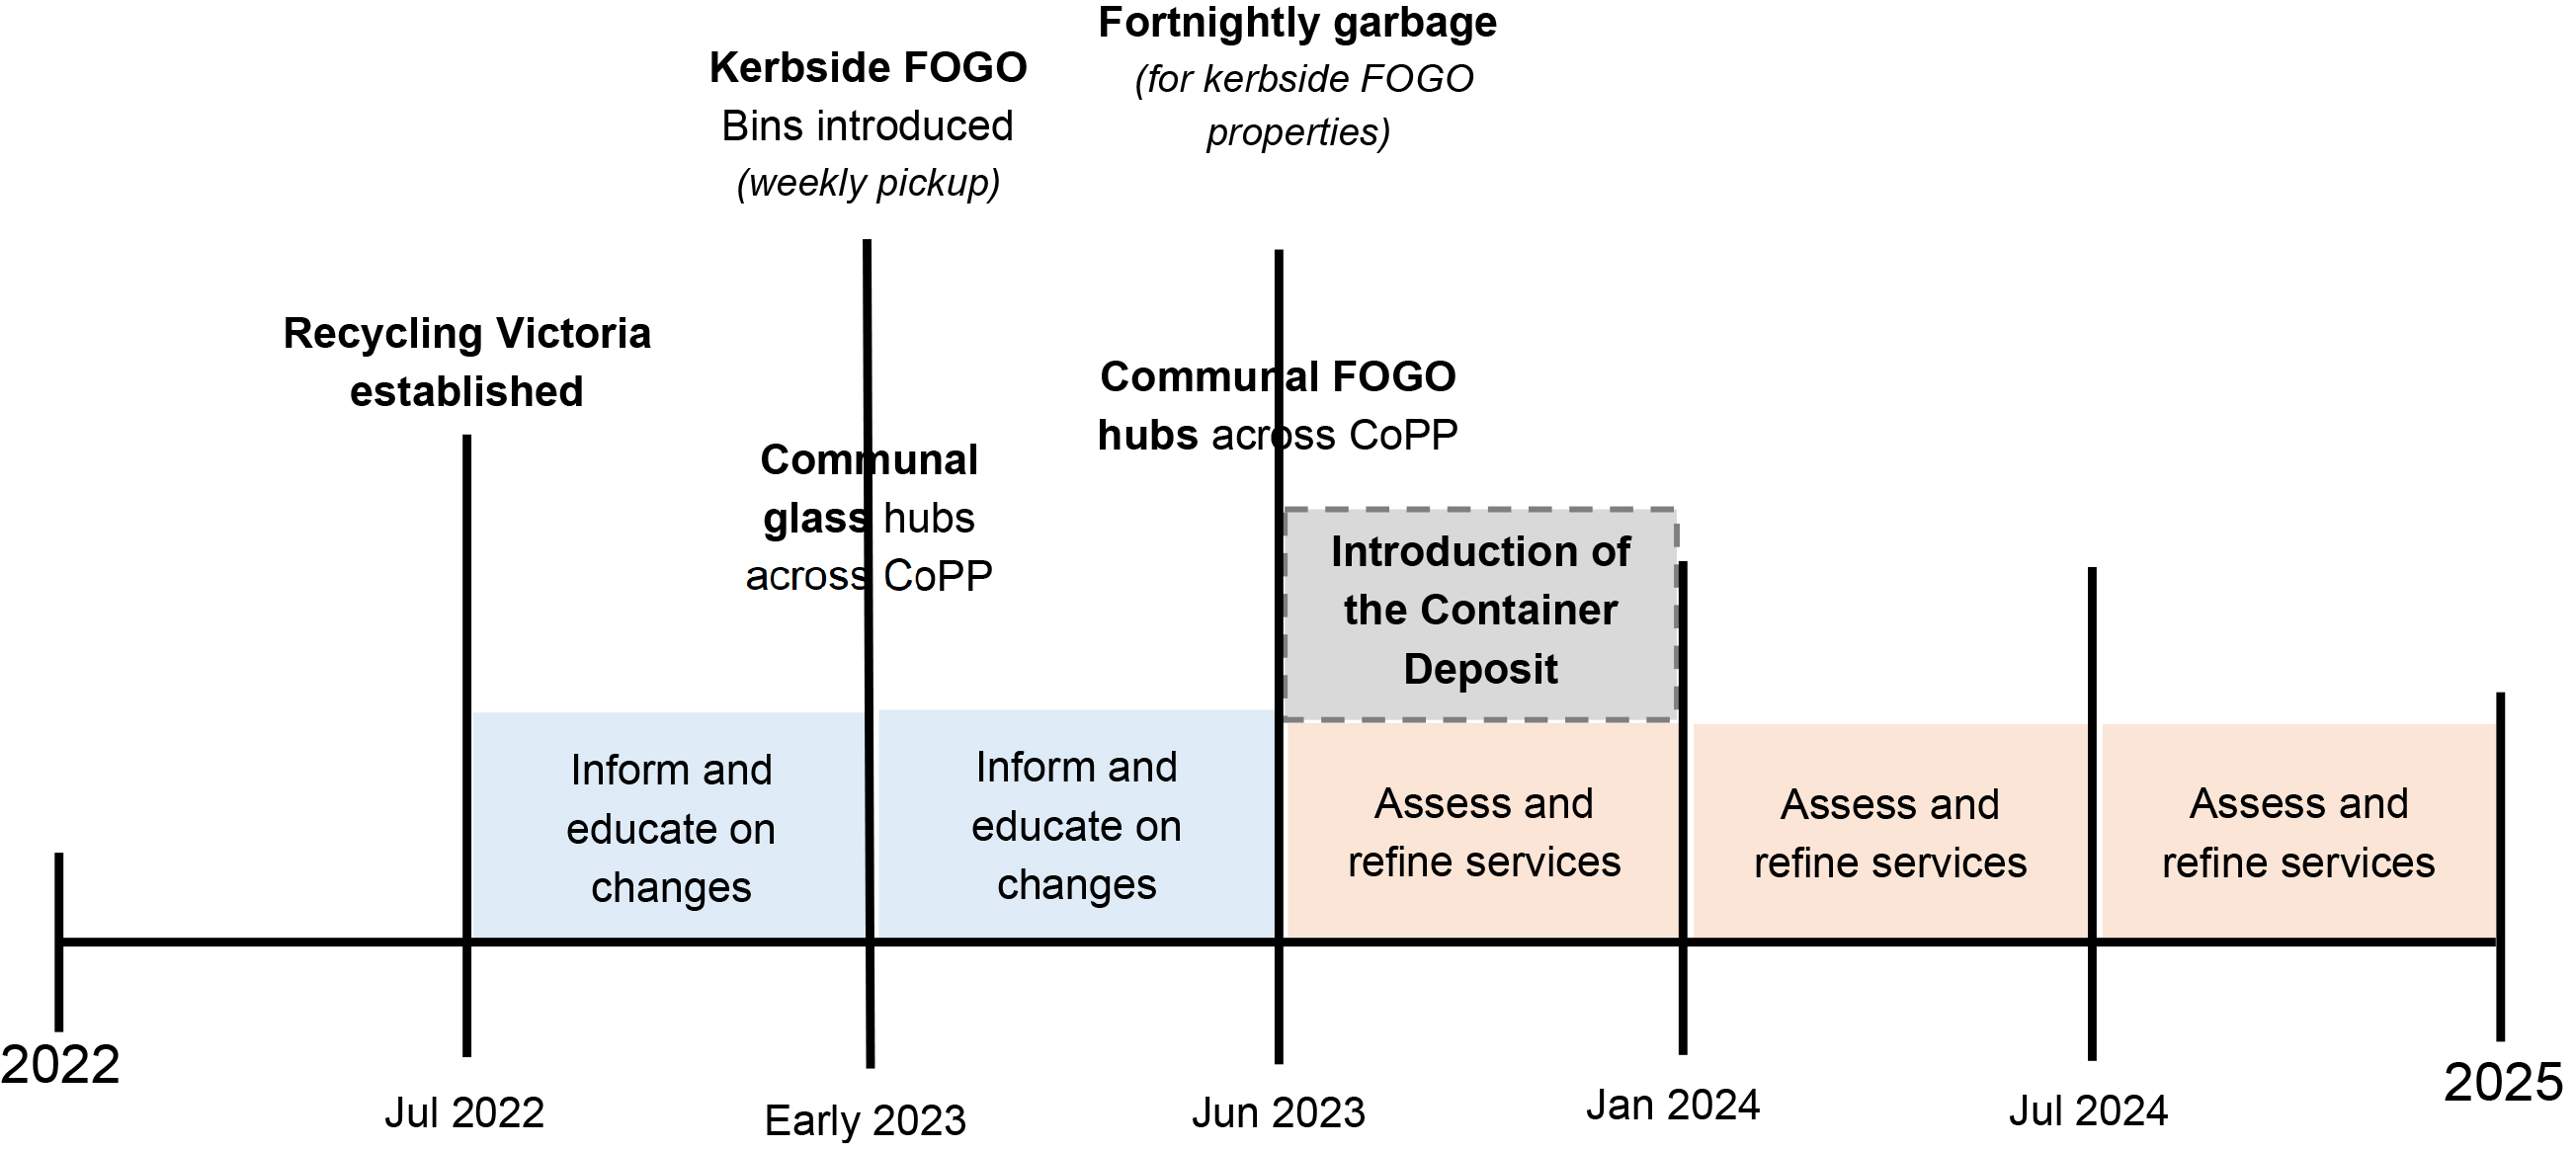 Fortnightly garbage
(for kerbside FOGO
properties)
Kerbside FOGO
Bins introduced
(weekly pickup)
Recycling Victoria
established
Communal
glass hubs
across CoPP
Communal FOGO
hubs across CoPP
Introduction of
the Container
Deposit
Inform and
educate on
changes
Inform and
educate on
changes
Assess and
refine services
Assess and
refine services
Assess and
refine services
2022
Jul 2022
Early 2023
Jun 2023
Jan 2024
Jul 2024
2025